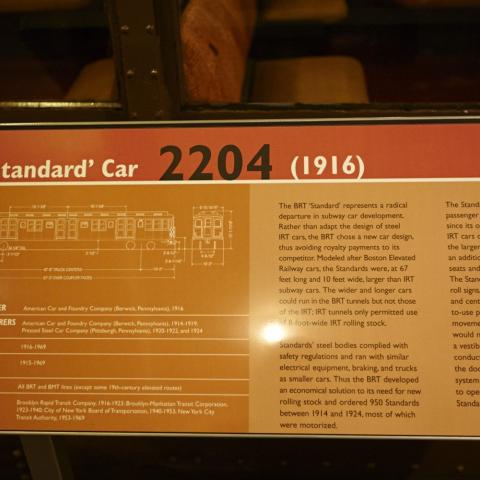 tandard' Car 2204 (1916)
ER American Car and Foundry Company (Berwick, Pennsylvania), 1916
RERS American Car and Foundry Company (Berwick, Pennsylvania), 1914-1919;
Pressed Steel Car Company (Pittsburgh, Pennsylvania), 1920-1922, and 1924
1916-1969
1915-1969
All BRT and BMT lines (except some 19th-century elevated routes)
Brooklyn Rapid Transit Company, 1916-1923; Brooklyn-Manhattan Transit Corporation,
1923-1940; City of New York Board of Transportation, 1940-1953; New York City
Transit Authority, 1953-1969
The BRT 'Standard' represents a radical
departure in subway car development.
Rather than adapt the design of steel
IRT cars, the BRT chose a new car design,
thus avoiding royalty payments to its
competitor. Modeled after Boston Elevated
Railway cars, the Standards were, at 67
feet long and 10 feet wide, larger than IRT
subway cars. The wider and longer cars
could run in the BRT tunnels but not those
of the IRT; IRT tunnels only permitted use
of 8-foot-wide IRT rolling stock.
Standards' steel bodies complied with
safety regulations and ran with similar
electrical equipment, braking, and trucks
as smaller cars. Thus the BRT developed
an economical solution to its need for new
rolling stock and ordered 950 Standards
between 1914 and 1924, most of which
were motorized.
The Stand
passenger
since its o
IRT cars o
the larger
an additio
seats and
The Stan
roll signs,
and cent
to-use p
moveme
would n
a vestib
conduct
the doo
system
to ope
Standa